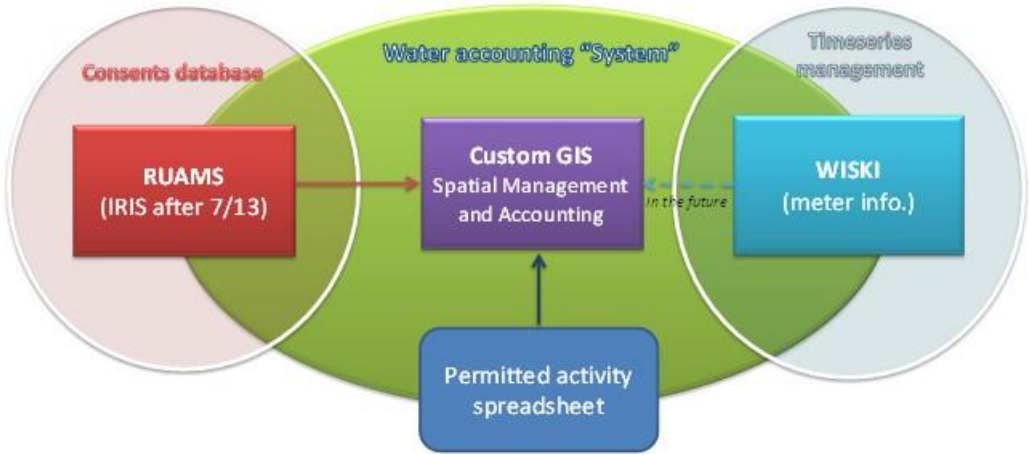 Water accounting “System”
Timeseries
management
Consents database
RUAMS
(IRIS after 7/13)
Custom GIS
Spatial Management
and Accounting
In the future
WISKI
(meter info.)
Permitted activity
spreadsheet